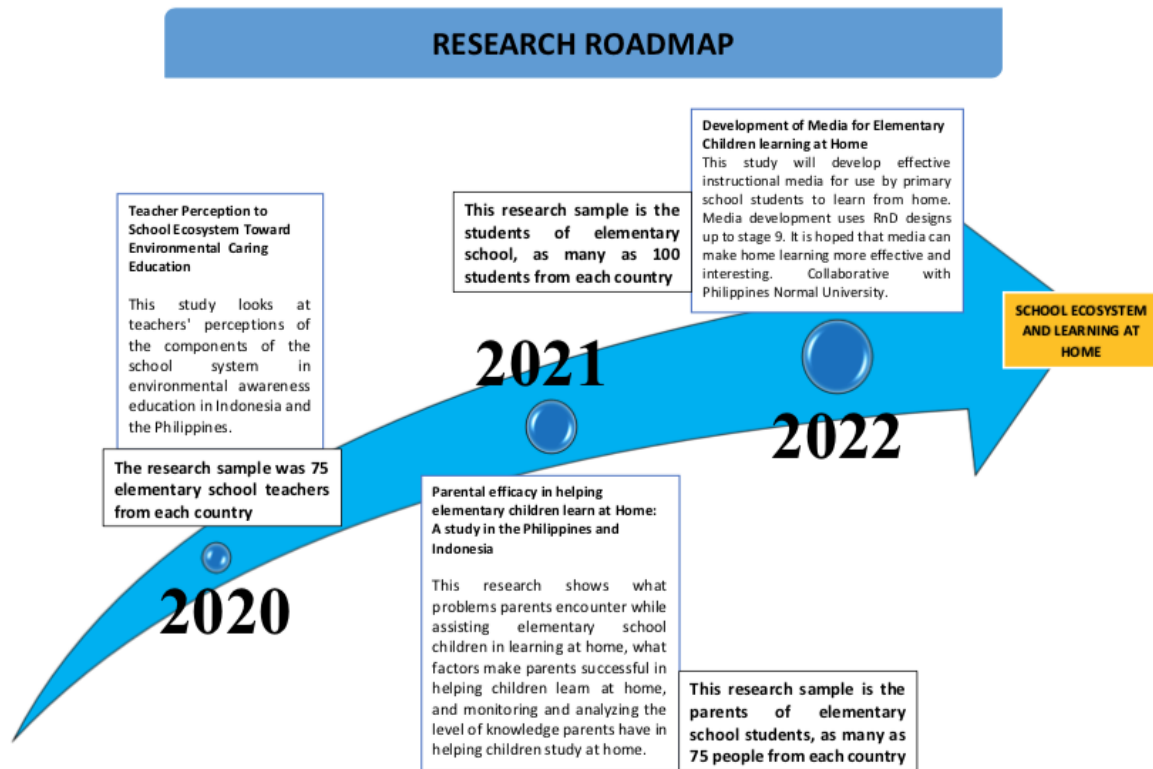 RESEARCH ROADMAP
Teacher Perception to
School Ecosystem Toward
Environmental Caring
Education
This study looks at
teachers' perceptions of
the components of the
school system in
environmental awareness
education in Indonesia and
the Philippines.
The research sample was 75
elementary school teachers
from each country
2020
2021
Parental efficacy in helping
elementary children learn at Home:
A study in the Philippines and
Indonesia
This research shows what
problems parents encounter while
assisting elementary school
children in learning at home, what
factors make parents successful in
helping children learn at home,
and monitoring and analyzing the
level of knowledge parents have in
helping children study at home.
This research sample is the
parents of elementary
school students, as many as
75 people from each country
This research sample is the
students of elementary
school, as many as 100
students from each country
Development of Media for Elementary
Children learning at Home
This study will develop effective
instructional media for use by primary
school students to learn from home.
Media development uses RnD designs
up to stage 9. It is hoped that media can
make home learning more effective and
interesting. Collaborative with
Philippines Normal University.
2022
SCHOOL ECOSYSTEM
AND LEARNING AT
HOME